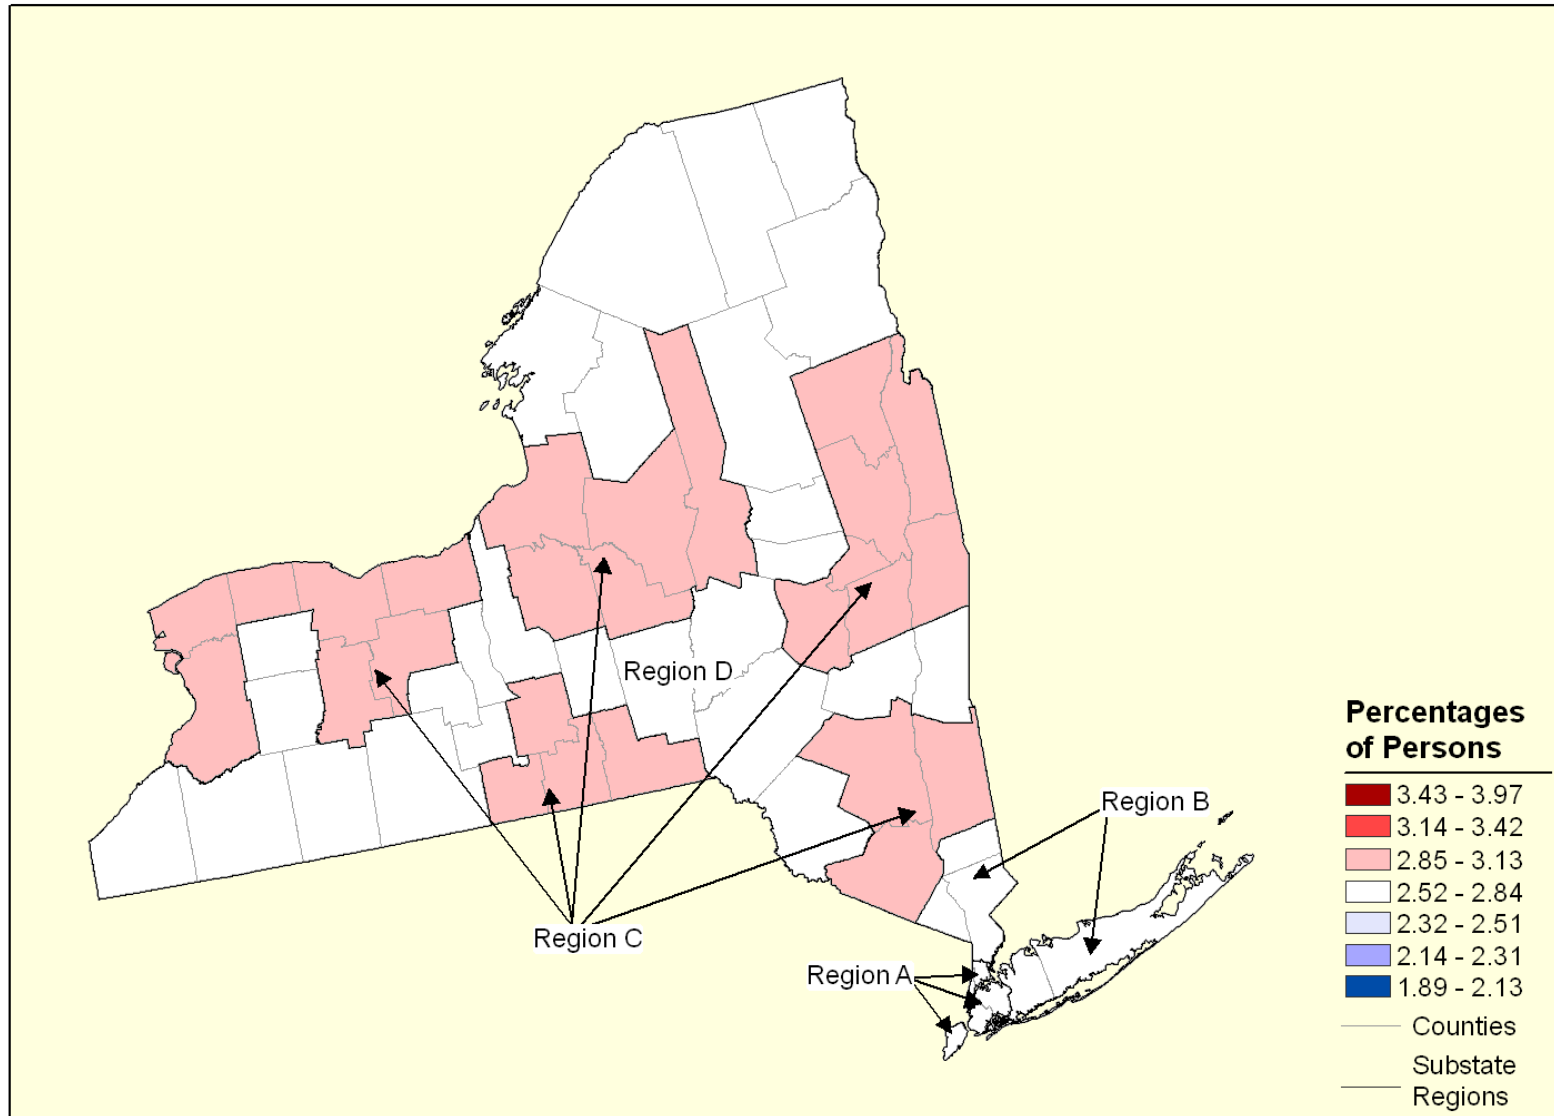 Region D
Region B
Region C
Region A
Percentages
of Persons
3.43 - 3.97
3.14 - 3.42
2.85 - 3.13
2.52 - 2.84
2.32 - 2.51
2.14 - 2.31
1.89 - 2.13
Counties
Substate
Regions